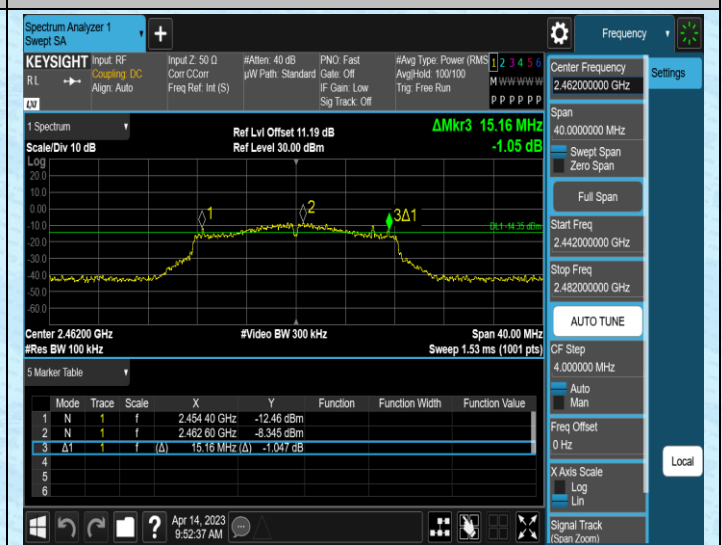 Spectrum Analyzer 1
Swept SA
+
Frequency
KEYSIGHT
RL
LXI
Input: RF
Coupling: DC
Align: Auto
Input Z: 50 Ω
Corr CCorr
Freq Ref: Int (S)
#Atten: 40 dB
µW Path: Standard
PNO: Fast
Gate: Off
IF Gain: Low
Sig Track: Off
#Avg Type: Power (RMS
Avg|Hold: 100/100
Trig: Free Run
1 2 3 4 5 6
M W W W W W
P P P P P P
Center Frequency
2.462000000 GHz
Settings
Span
40.0000000 MHz
Swept Span
Zero Span
Full Span
Start Freq
2.442000000 GHz
Stop Freq
2.482000000 GHz
AUTO TUNE
CF Step
4.000000 MHz
Auto
Man
Freq Offset
0 Hz
X Axis Scale
Log
Lin
Local
Signal Track
(Span Zoom)
1 Spectrum
Scale/Div 10 dB
Ref Lvl Offset 11.19 dB
Ref Level 30.00 dBm
ΔMkr3 15.16 MHz
-1.05 dB
Log
20.0
10.0
0.00
-10.0
-20.0
-30.0
-40.0
-50.0
-60.0
1
2
3Δ1
DL1 -14.35 dBm
Center 2.46200 GHz
#Video BW 300 kHz
Span 40.00 MHz
#Res BW 100 kHz
Sweep 1.53 ms (1001 pts)
5 Marker Table
Mode Trace Scale X Y Function Function Width Function Value
1 N 1 f 2.454 40 GHz -12.46 dBm
2 N 1 f 2.462 60 GHz -8.345 dBm
3 Δ1 1 f (Δ) 15.16 MHz (Δ) -1.047 dB
4
5
6
?
Apr 14, 2023
9:52:37 AM